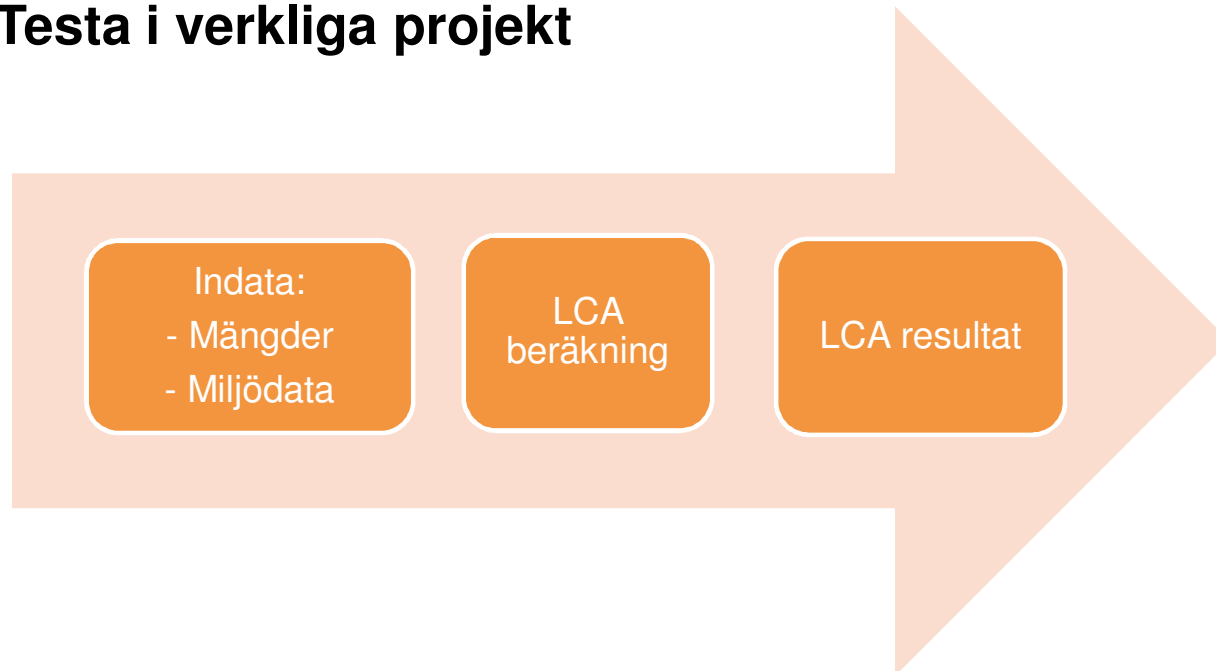 Testa i verkliga projekt
Indata:
- Mängder
- Miljödata
LCA
beräkning
LCA resultat